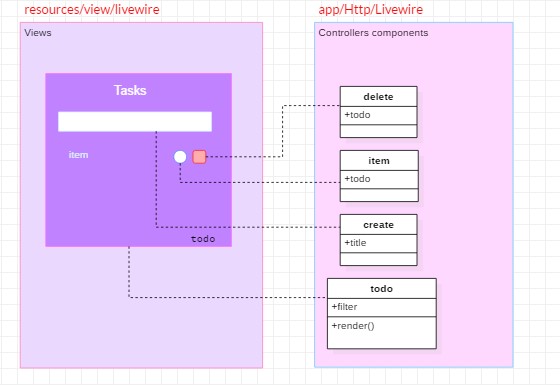 resources/view/livewire
Views
Tasks
item
todo
app/Http/Livewire
Controllers components
delete
+todo
item
+todo
create
+title
todo
+filter
+render()